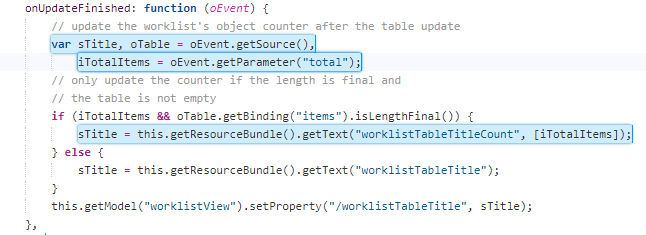 onUpdateFinished: function (oEvent) {
// update the worklist's object counter after the table update
var sTitle, oTable = oEvent.getSource(),
iTotalItems = oEvent.getParameter("total");
// only update the counter if the length is final and
// the table is not empty
if (iTotalItems && oTable.getBinding("items").isLengthFinal()) {
sTitle = this.getResourceBundle().getText("worklistTableTitleCount", [iTotalItems]);
} else {
sTitle = this.getResourceBundle().getText("worklistTableTitle");
}
this.getModel("worklistView").setProperty("/worklistTableTitle", sTitle);
},